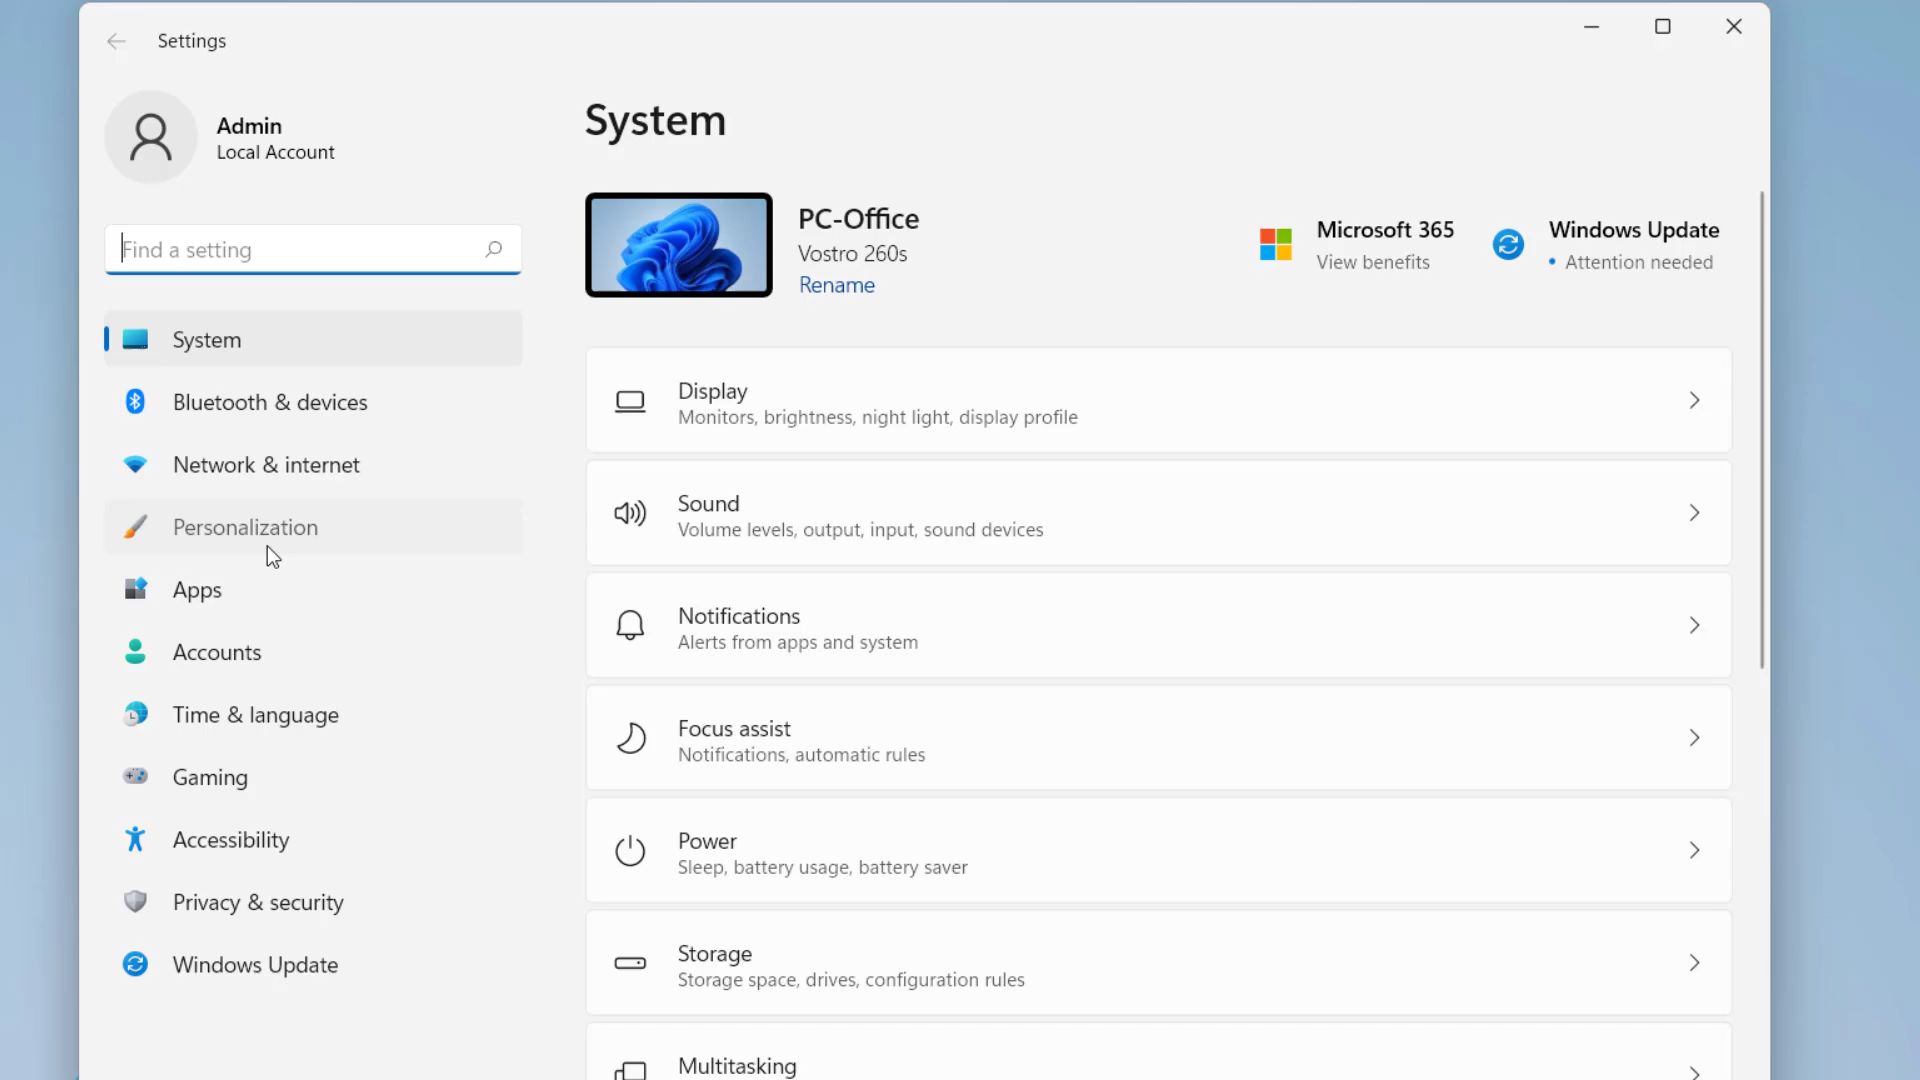 Settings
Admin
Local Account
Find a setting
System
Bluetooth & devices
Network & internet
Personalization
Apps
Accounts
Time & language
Gaming
Accessibility
Privacy & security
Windows Update
System
PC-Office
Vostro 260s
Rename
Microsoft 365
View benefits
Windows Update
• Attention needed
Display
Monitors, brightness, night light, display profile
Sound
Volume levels, output, input, sound devices
Notifications
Alerts from apps and system
Focus assist
Notifications, automatic rules
Power
Sleep, battery usage, battery saver
Storage
Storage space, drives, configuration rules
Multitasking